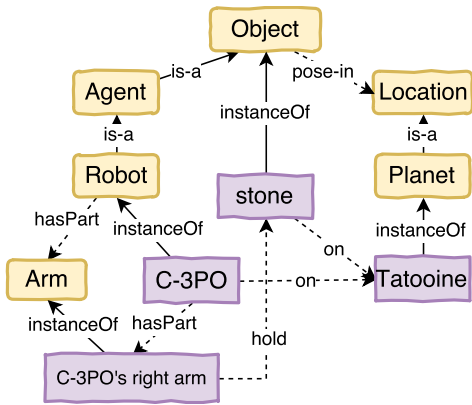 Object
is-a
pose-in
Agent
Location
instanceOf
is-a
is-a
Robot
stone
Planet
hasPart
instanceOf
instanceOf
on
Arm
C-3PO
on
Tatooine
instanceOf
hasPart
hold
C-3PO's right arm